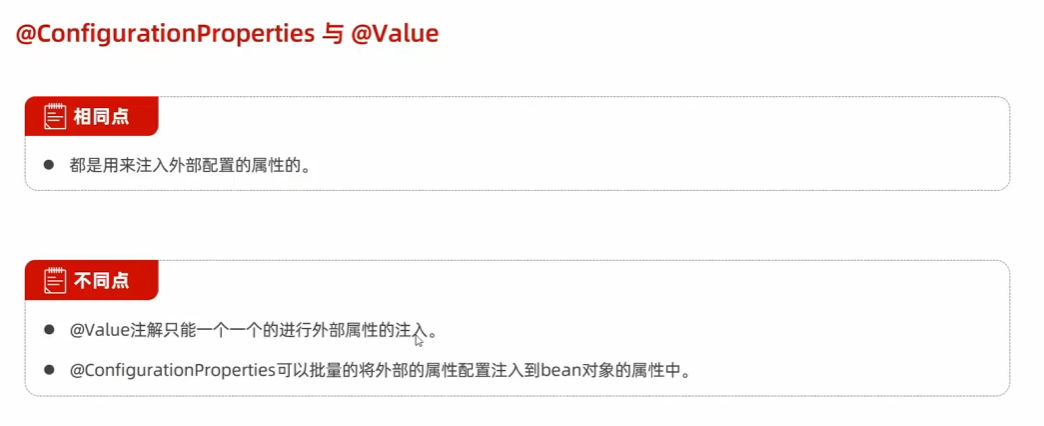 @ConfigurationProperties 与 @Value
相同点
都是用来注入外部配置的属性的。
不同点
@Value注解只能一个一个的进行外部属性的注入。
@ConfigurationProperties可以批量的将外部的属性配置注入到bean对象的属性中。